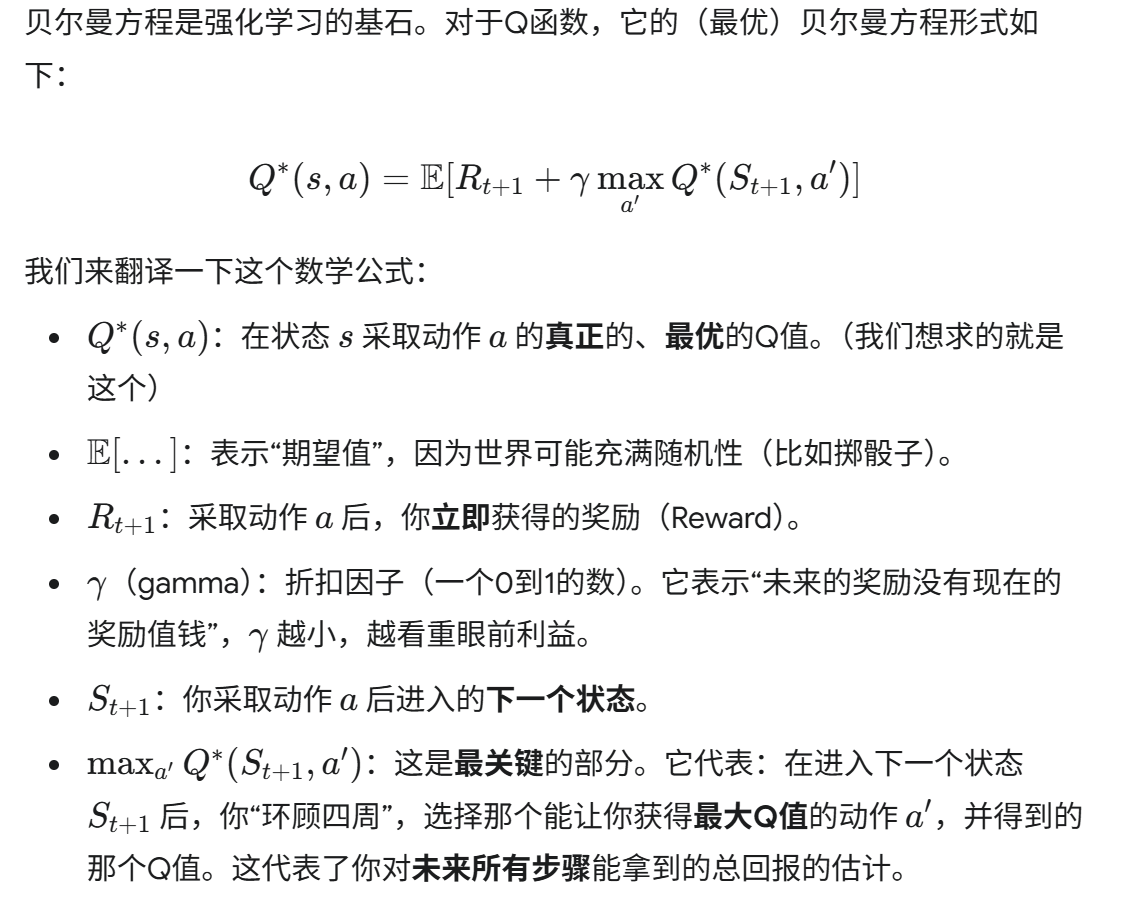 贝尔曼方程是强化学习的基石。对于Q函数，它的（最优）贝尔曼方程形式如
下：
Q*(s, a) = 𝔼[R_{t+1} + γ max_{a′} Q*(S_{t+1}, a′)]
我们来翻译一下这个数学公式：
• Q*(s, a)：在状态 s 采取动作 a 的真正的、最优的Q值。（我们想求的就是
这个）
• 𝔼[...]：表示“期望值”，因为世界可能充满随机性（比如掷骰子）。
• R_{t+1}：采取动作 a 后，你立即获得的奖励（Reward）。
• γ（gamma）：折扣因子（一个0到1的数）。它表示“未来的奖励没有现在的
奖励值钱”，γ 越小，越看重眼前利益。
• S_{t+1}：你采取动作 a 后进入的下一个状态。
• max_{a′} Q*(S_{t+1}, a′)：这是最关键的部分。它代表：在进入下一个状态
S_{t+1} 后，你“环顾四周”，选择那个能让你获得最大Q值的动作 a′，并得到的
那个Q值。这代表了你对未来所有步骤能拿到的总回报的估计。